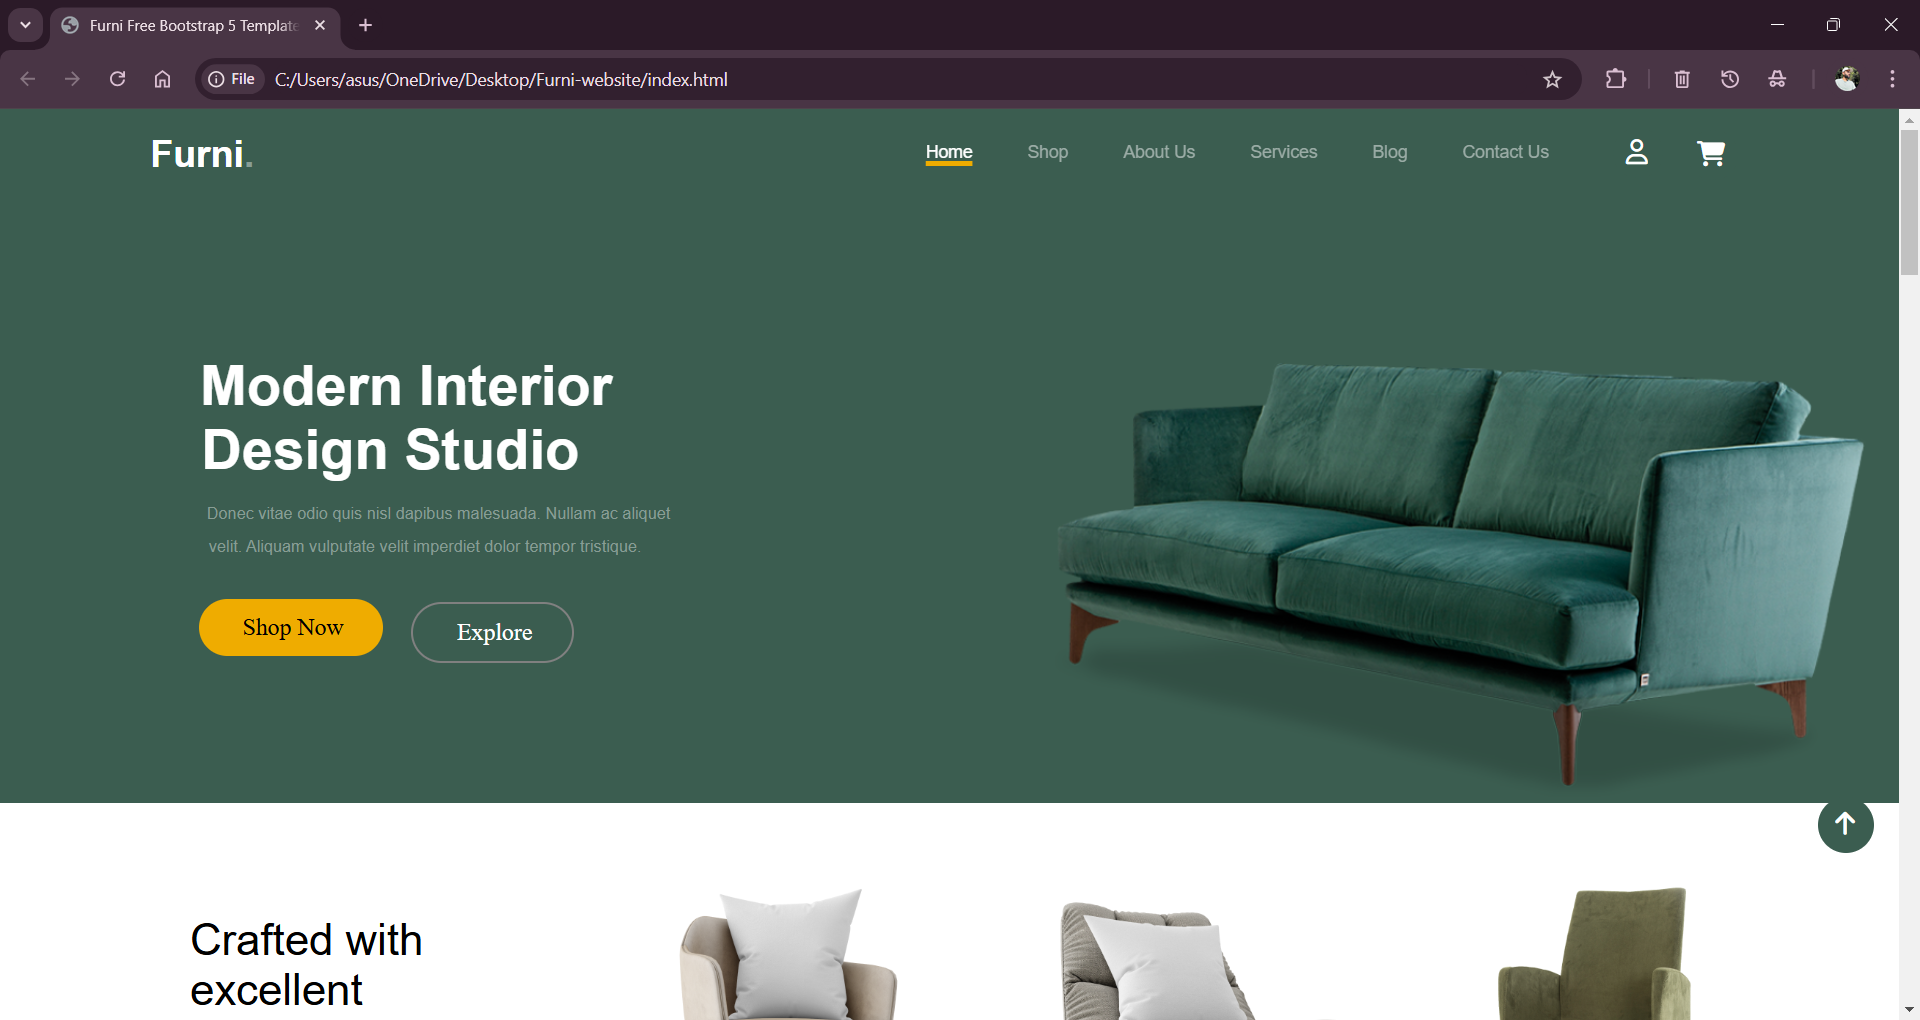 Furni Free Bootstrap 5 Template
File
C:/Users/asus/OneDrive/Desktop/Furni-website/index.html
Furni.
Home
Shop
About Us
Services
Blog
Contact Us
Modern Interior
Design Studio
Donec vitae odio quis nisl dapibus malesuada. Nullam ac aliquet
velit. Aliquam vulputate velit imperdiet dolor tempor tristique.
Shop Now
Explore
Crafted with
excellent